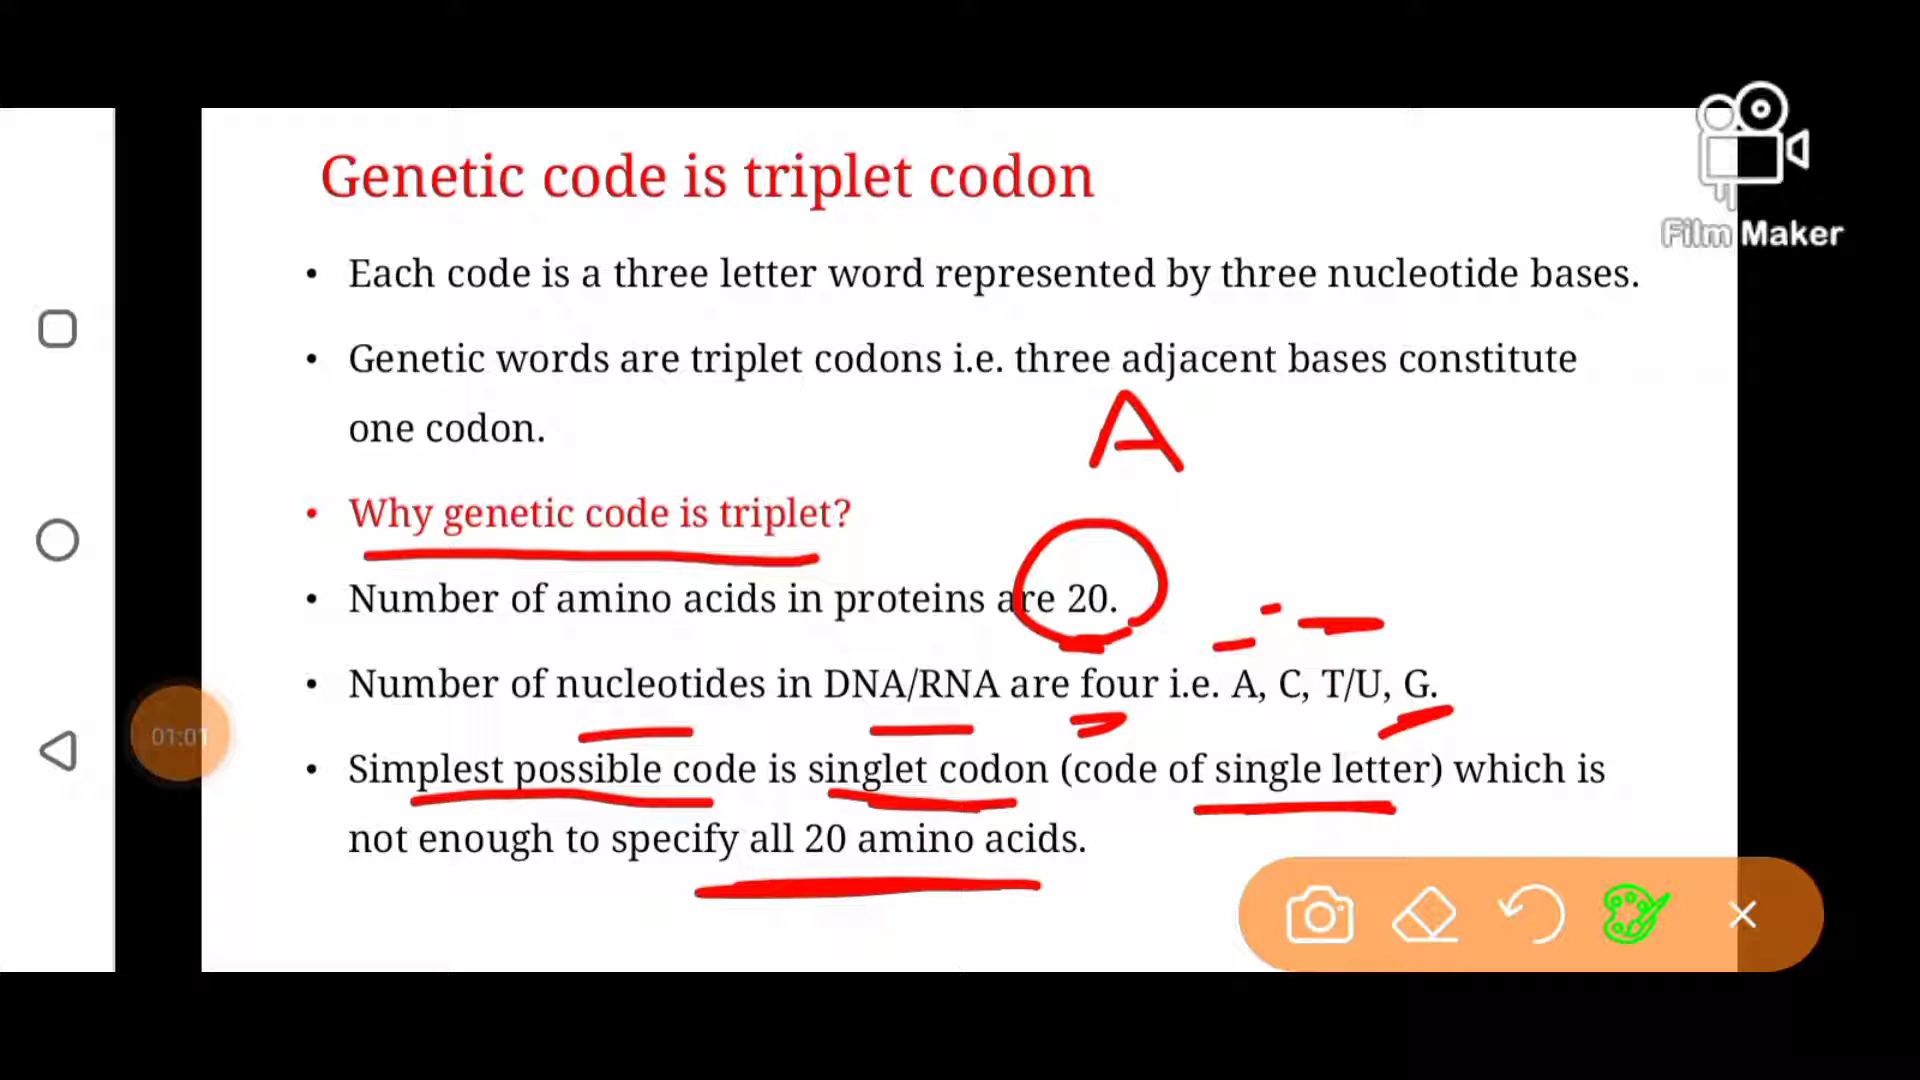 Film Maker
Genetic code is triplet codon
• Each code is a three letter word represented by three nucleotide bases.
• Genetic words are triplet codons i.e. three adjacent bases constitute
one codon.
A
• Why genetic code is triplet?
• Number of amino acids in proteins are 20.
• Number of nucleotides in DNA/RNA are four i.e. A, C, T/U, G.
01:01
• Simplest possible code is singlet codon (code of single letter) which is
not enough to specify all 20 amino acids.